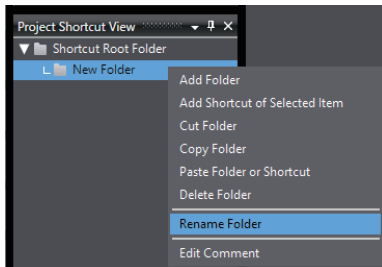 Project Shortcut View
Shortcut Root Folder
New Folder
Add Folder
Add Shortcut of Selected Item
Cut Folder
Copy Folder
Paste Folder or Shortcut
Delete Folder
Rename Folder
Edit Comment